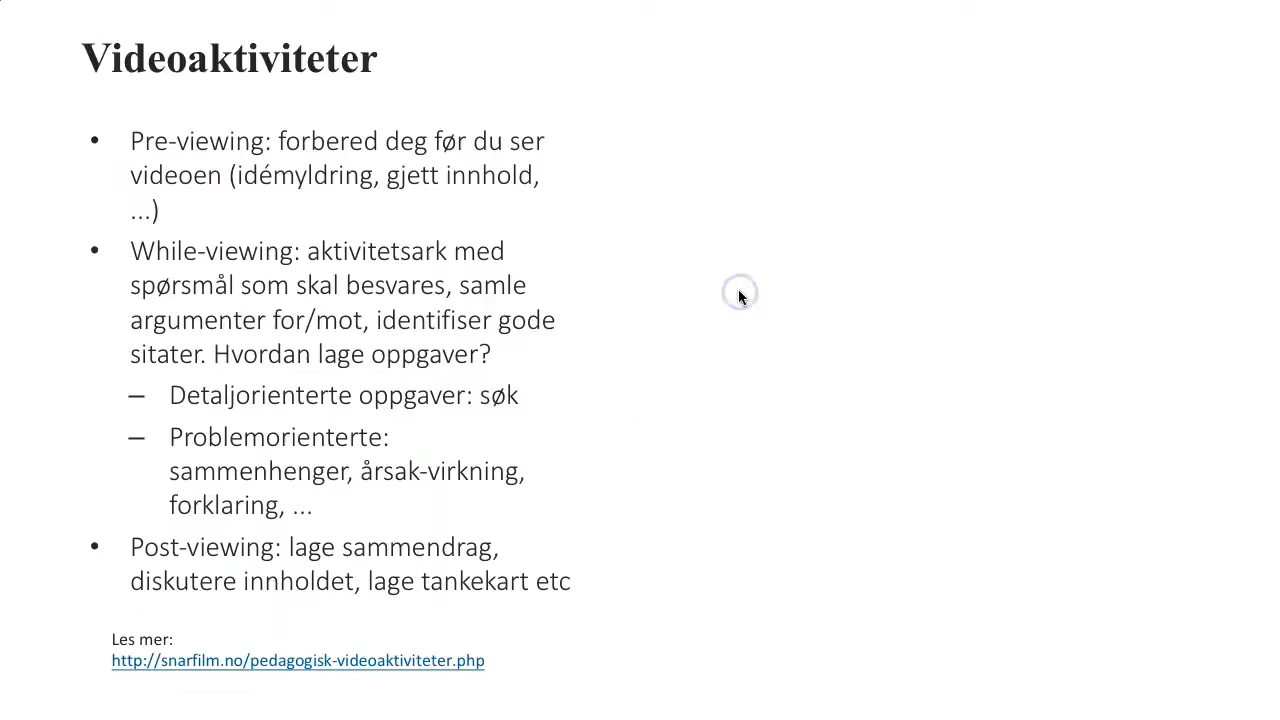 Videoaktiviteter
• Pre-viewing: forbered deg før du ser
videoen (idémyldring, gjett innhold,
...)
• While-viewing: aktivitetsark med
spørsmål som skal besvares, samle
argumenter for/mot, identifiser gode
sitater. Hvordan lage oppgaver?
– Detaljorienterte oppgaver: søk
– Problemorienterte:
sammenhenger, årsak-virkning,
forklaring, ...
• Post-viewing: lage sammendrag,
diskutere innholdet, lage tankekart etc
Les mer:
http://snarfilm.no/pedagogisk-videoaktiviteter.php